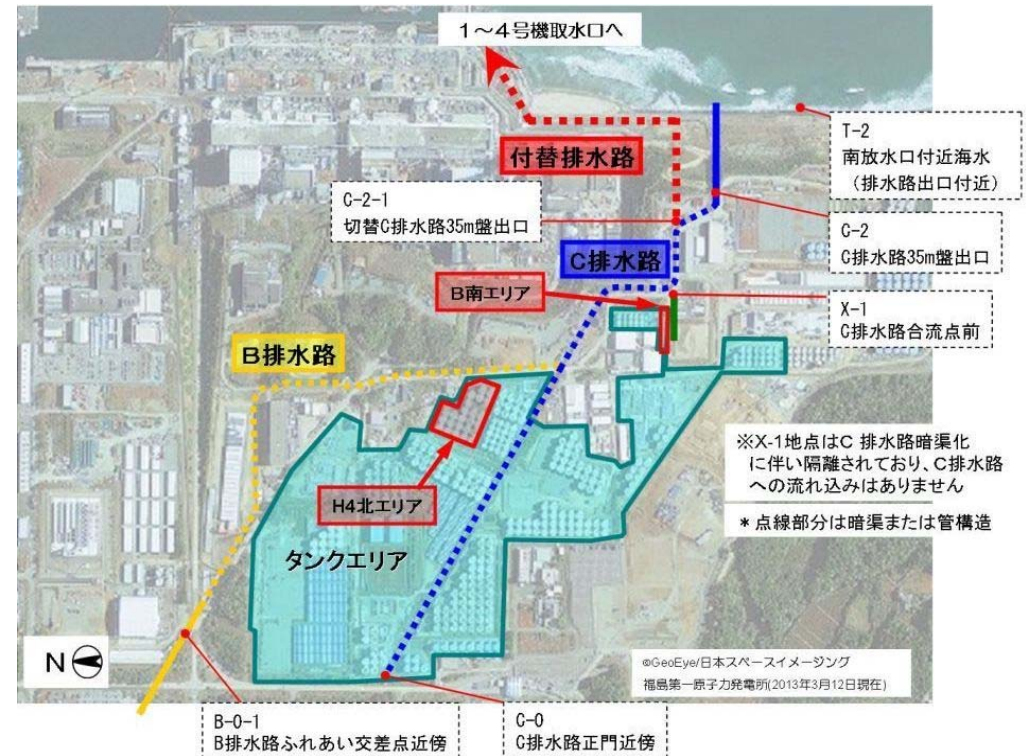 1～4号機取水口へ
付替排水路
T-2
南放水口付近海水
(排水路出口付近)
C-2-1
切替C排水路35m盤出口
C排水路
C-2
C排水路35m盤出口
B南エリア
X-1
C排水路合流点前
B排水路
※X-1地点はC 排水路暗渠化
に伴い隔離されており、C排水路
への流れ込みはありません
H4北エリア
*点線部分は暗渠または管構造
タンクエリア
N
©GeoEye/日本スペースイメージング
福島第一原子力発電所(2013年3月12日現在)
B-0-1
B排水路ふれあい交差点近傍
C-0
C排水路正門近傍